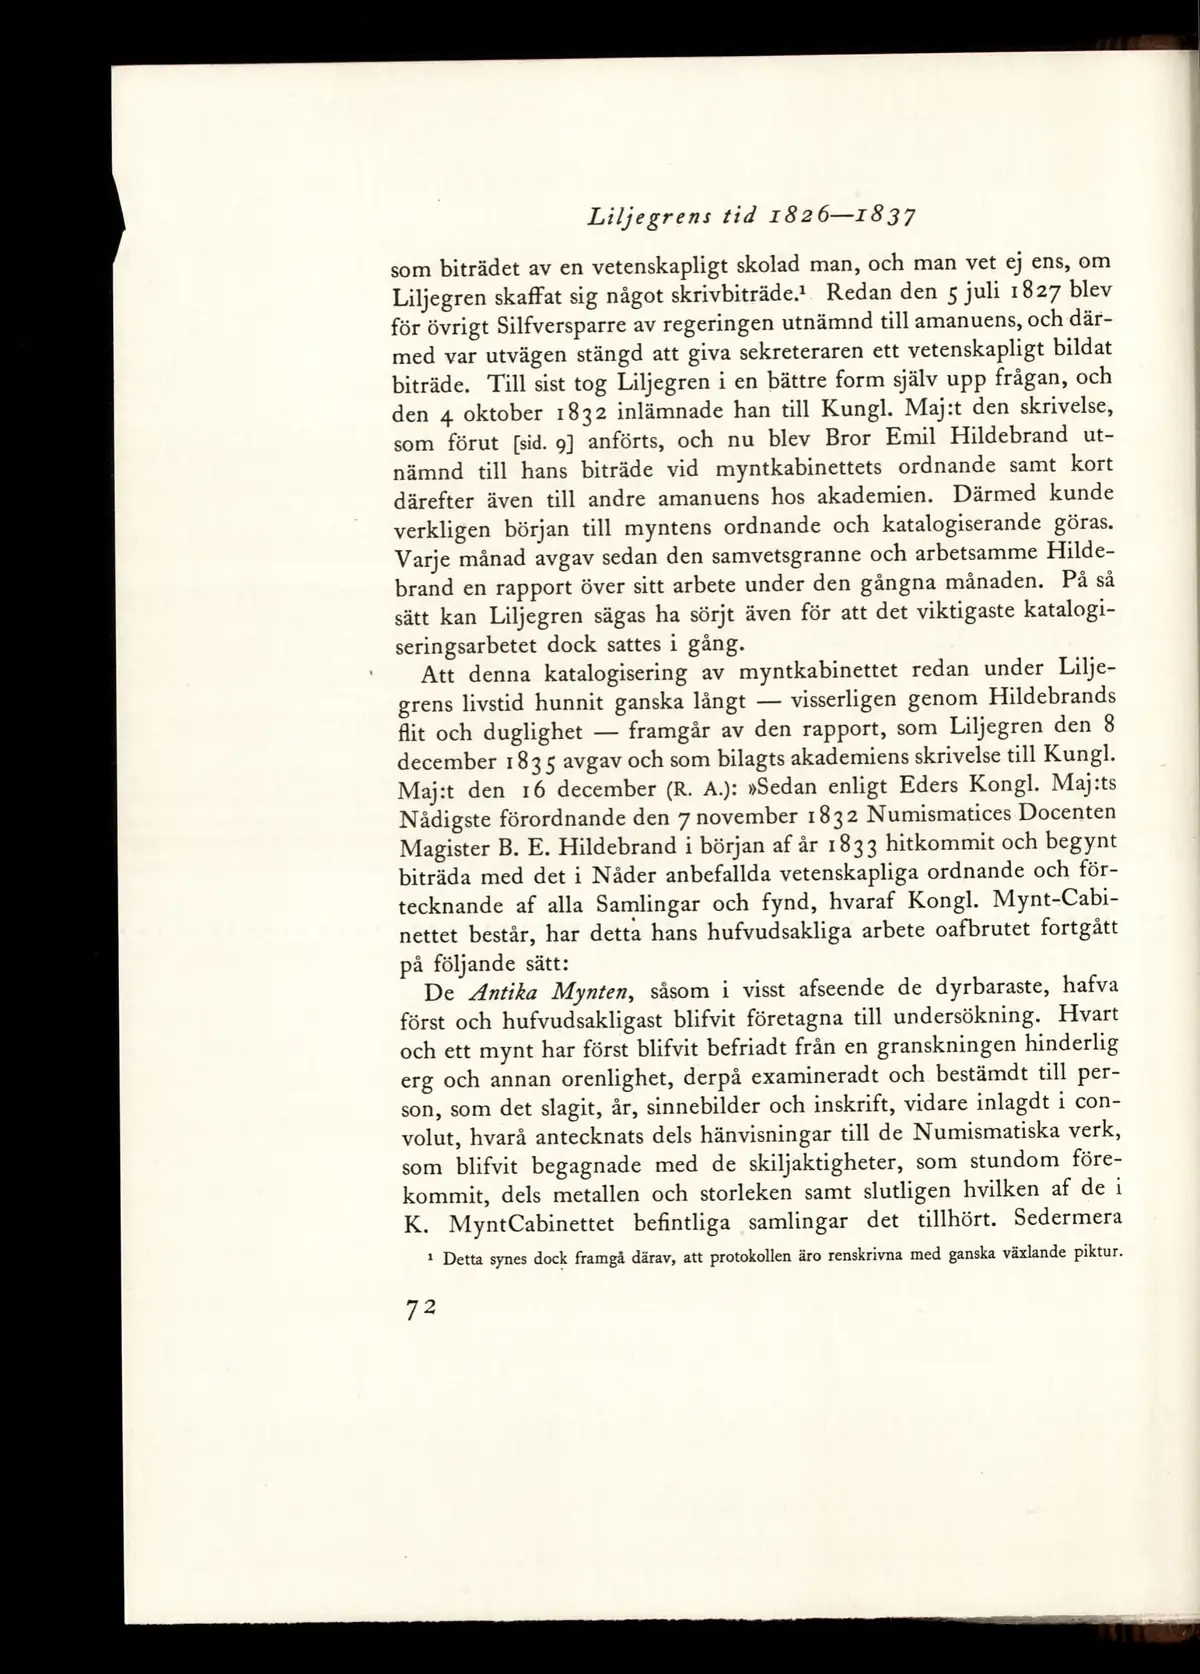 Liljegrens tid 1826—1837
som biträdet av en vetenskapligt skolad man, och man vet ej ens, om
Liljegren skaffat sig något skrivbiträde.¹ Redan den 5 juli 1827 blev
för övrigt Silfversparre av regeringen utnämnd till amanuens, och där-
med var utvägen stängd att giva sekreteraren ett vetenskapligt bildat
biträde. Till sist tog Liljegren i en bättre form själv upp frågan, och
den 4 oktober 1832 inlämnade han till Kungl. Maj:t den skrivelse,
som förut [sid. 9] anförts, och nu blev Bror Emil Hildebrand ut-
nämnd till hans biträde vid myntkabinettets ordnande samt kort
därefter även till andre amanuens hos akademien. Därmed kunde
verkligen början till myntens ordnande och katalogiserande göras.
Varje månad avgav sedan den samvetsgranne och arbetsamme Hilde-
brand en rapport över sitt arbete under den gångna månaden. På så
sätt kan Liljegren sägas ha sörjt även för att det viktigaste katalogi-
seringsarbetet dock sattes i gång.
Att denna katalogisering av myntkabinettet redan under Lilje-
grens livstid hunnit ganska långt — visserligen genom Hildebrands
flit och duglighet — framgår av den rapport, som Liljegren den 8
december 1835 avgav och som bilagts akademiens skrivelse till Kungl.
Maj:t den 16 december (R. A.): »Sedan enligt Eders Kongl. Maj:ts
Nådigste förordnande den 7 november 1832 Numismatices Docenten
Magister B. E. Hildebrand i början af år 1833 hitkommit och begynt
biträda med det i Nåder anbefallda vetenskapliga ordnande och för-
tecknande af alla Samlingar och fynd, hvaraf Kongl. Mynt-Cabi-
nettet består, har detta hans hufvudsakliga arbete oafbrutet fortgått
på följande sätt:
De Antika Mynten, såsom i visst afseende de dyrbaraste, hafva
först och hufvudsakligast blifvit företagna till undersökning. Hvart
och ett mynt har först blifvit befriadt från en granskningen hinderlig
erg och annan orenlighet, derpå examineradt och bestämdt till per-
son, som det slagit, år, sinnebilder och inskrift, vidare inlagdt i con-
volut, hvarå antecknats dels hänvisningar till de Numismatiska verk,
som blifvit begagnade med de skiljaktigheter, som stundom före-
kommit, dels metallen och storleken samt slutligen hvilken af de i
K. MyntCabinettet befintliga samlingar det tillhört. Sedermera
¹ Detta synes dock framgå därav, att protokollen äro renskrivna med ganska växlande piktur.
72